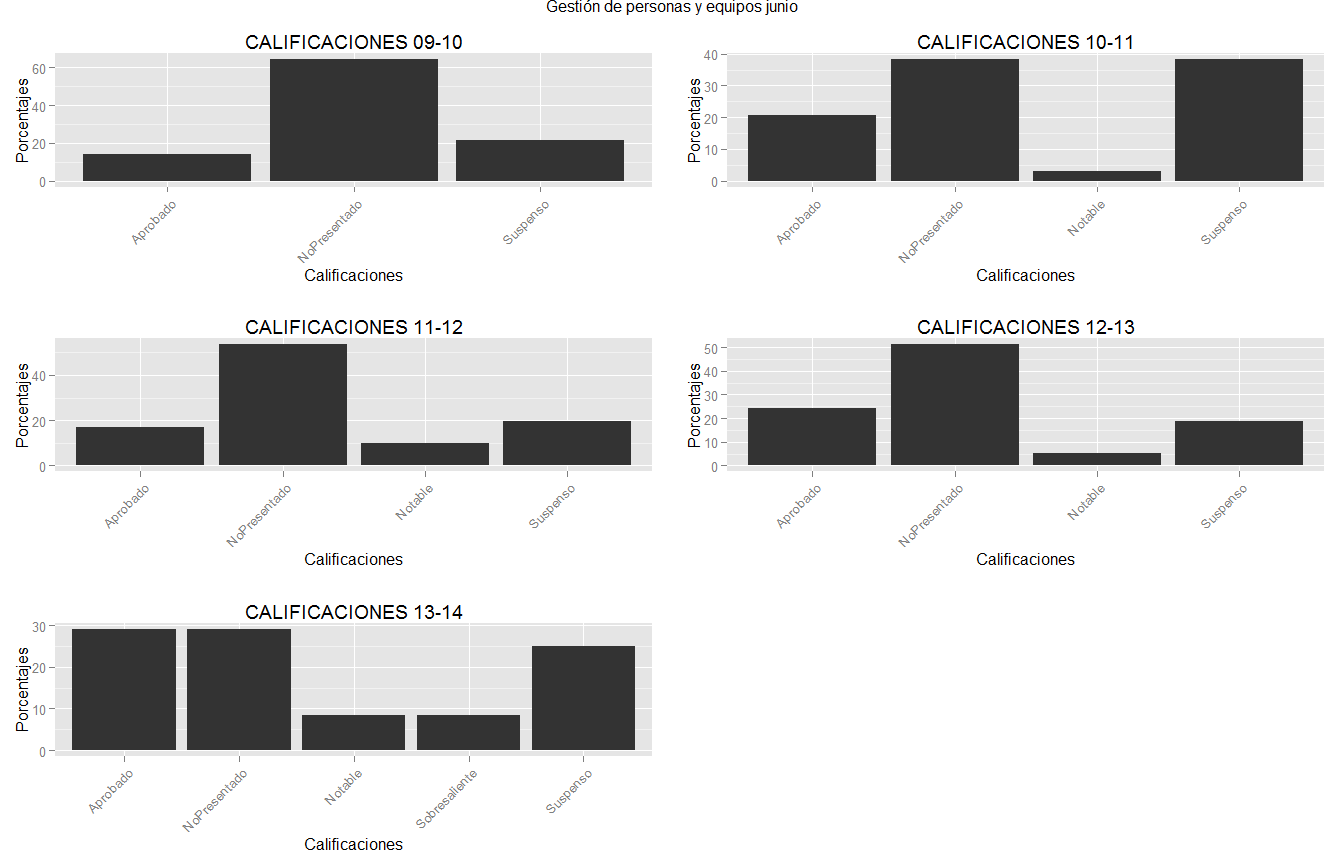 Gestión de personas y equipos junio
CALIFICACIONES 09-10
Porcentajes
60
40
20
0
Aprobado
NoPresentado
Suspenso
Calificaciones
CALIFICACIONES 10-11
Porcentajes
40
30
20
10
0
Aprobado
NoPresentado
Notable
Suspenso
Calificaciones
CALIFICACIONES 11-12
Porcentajes
40
20
0
Aprobado
NoPresentado
Notable
Suspenso
Calificaciones
CALIFICACIONES 12-13
Porcentajes
50
40
30
20
10
0
Aprobado
NoPresentado
Notable
Suspenso
Calificaciones
CALIFICACIONES 13-14
Porcentajes
30
20
10
0
Aprobado
NoPresentado
Notable
Sobresaliente
Suspenso
Calificaciones